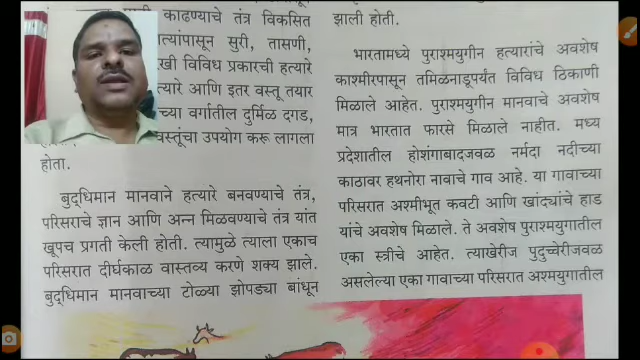 काढण्याचे तंत्र विकसित
त्यांपासून सुरी, तासणी,
विविध प्रकारची हत्यारे
त्यारे आणि इतर वस्तू तयार
च्या वर्गातील दुर्मिळ दगड,
वस्तूंचा उपयोग करू लागला
होता.
बुद्धिमान मानवाने हत्यारे बनवण्याचे तंत्र,
परिसराचे ज्ञान आणि अन्न मिळवण्याचे तंत्र यांत
खूपच प्रगती केली होती. त्यामुळे त्याला एकाच
परिसरात दीर्घकाळ वास्तव्य करणे शक्य झाले.
बुद्धिमान मानवाच्या टोळ्या झोपड्या बांधून
झाली होती.
भारतामध्ये पुराश्मयुगीन हत्यारांचे अवशेष
काश्मीरपासून तमिळनाडूपर्यंत विविध ठिकाणी
मिळाले आहेत. पुराश्मयुगीन मानवाचे अवशेष
मात्र भारतात फारसे मिळाले नाहीत. मध्य
प्रदेशातील होशंगाबादजवळ नर्मदा नदीच्या
काठावर हथनोरा नावाचे गाव आहे. या गावाच्या
परिसरात अश्मीभूत कवटी आणि खांद्यांचे हाड
यांचे अवशेष मिळाले. ते अवशेष पुराश्मयुगातील
एका स्त्रीचे आहेत. त्याखेरीज पुदुच्चेरीजवळ
असलेल्या एका गावाच्या परिसरात अश्मयुगातील